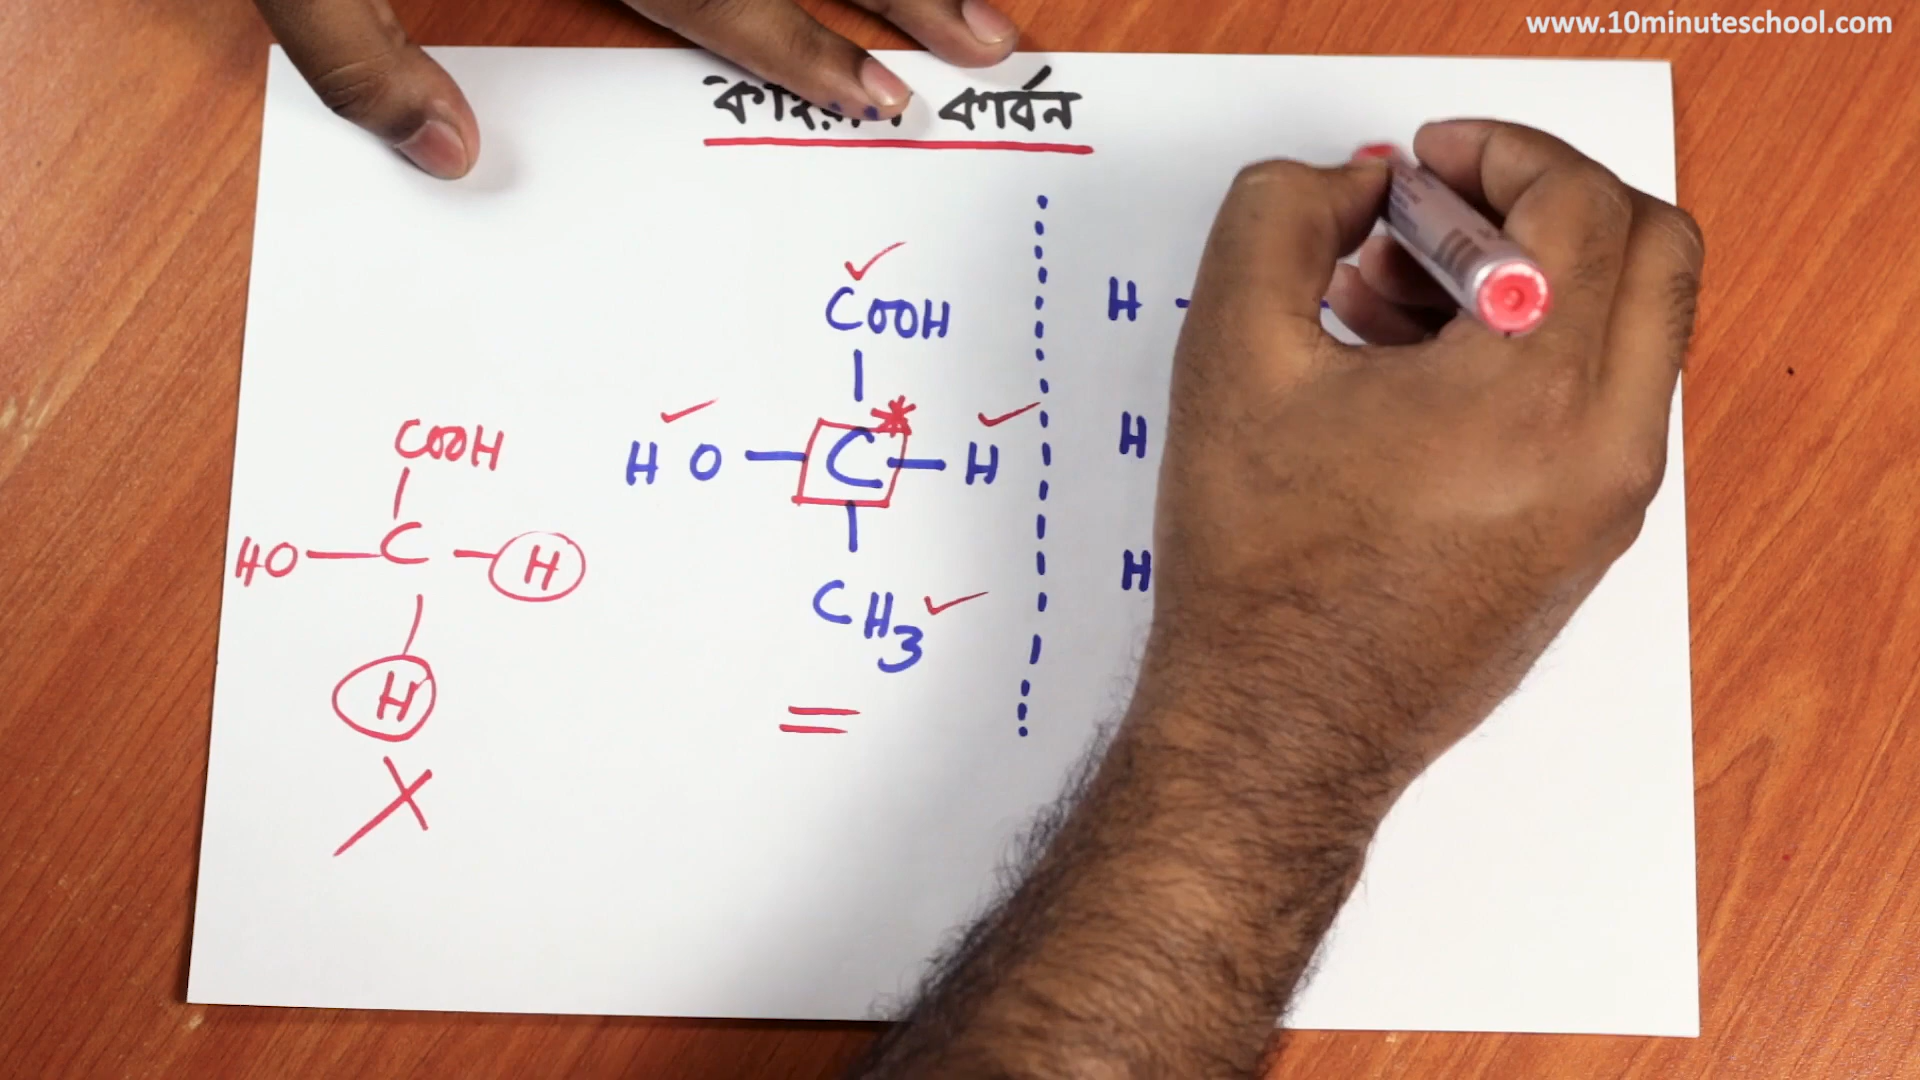 www.10minuteschool.com
কার্বন
COOH
HO — C — H
CH3
COOH
HO — C — H
H
X
H
H
H